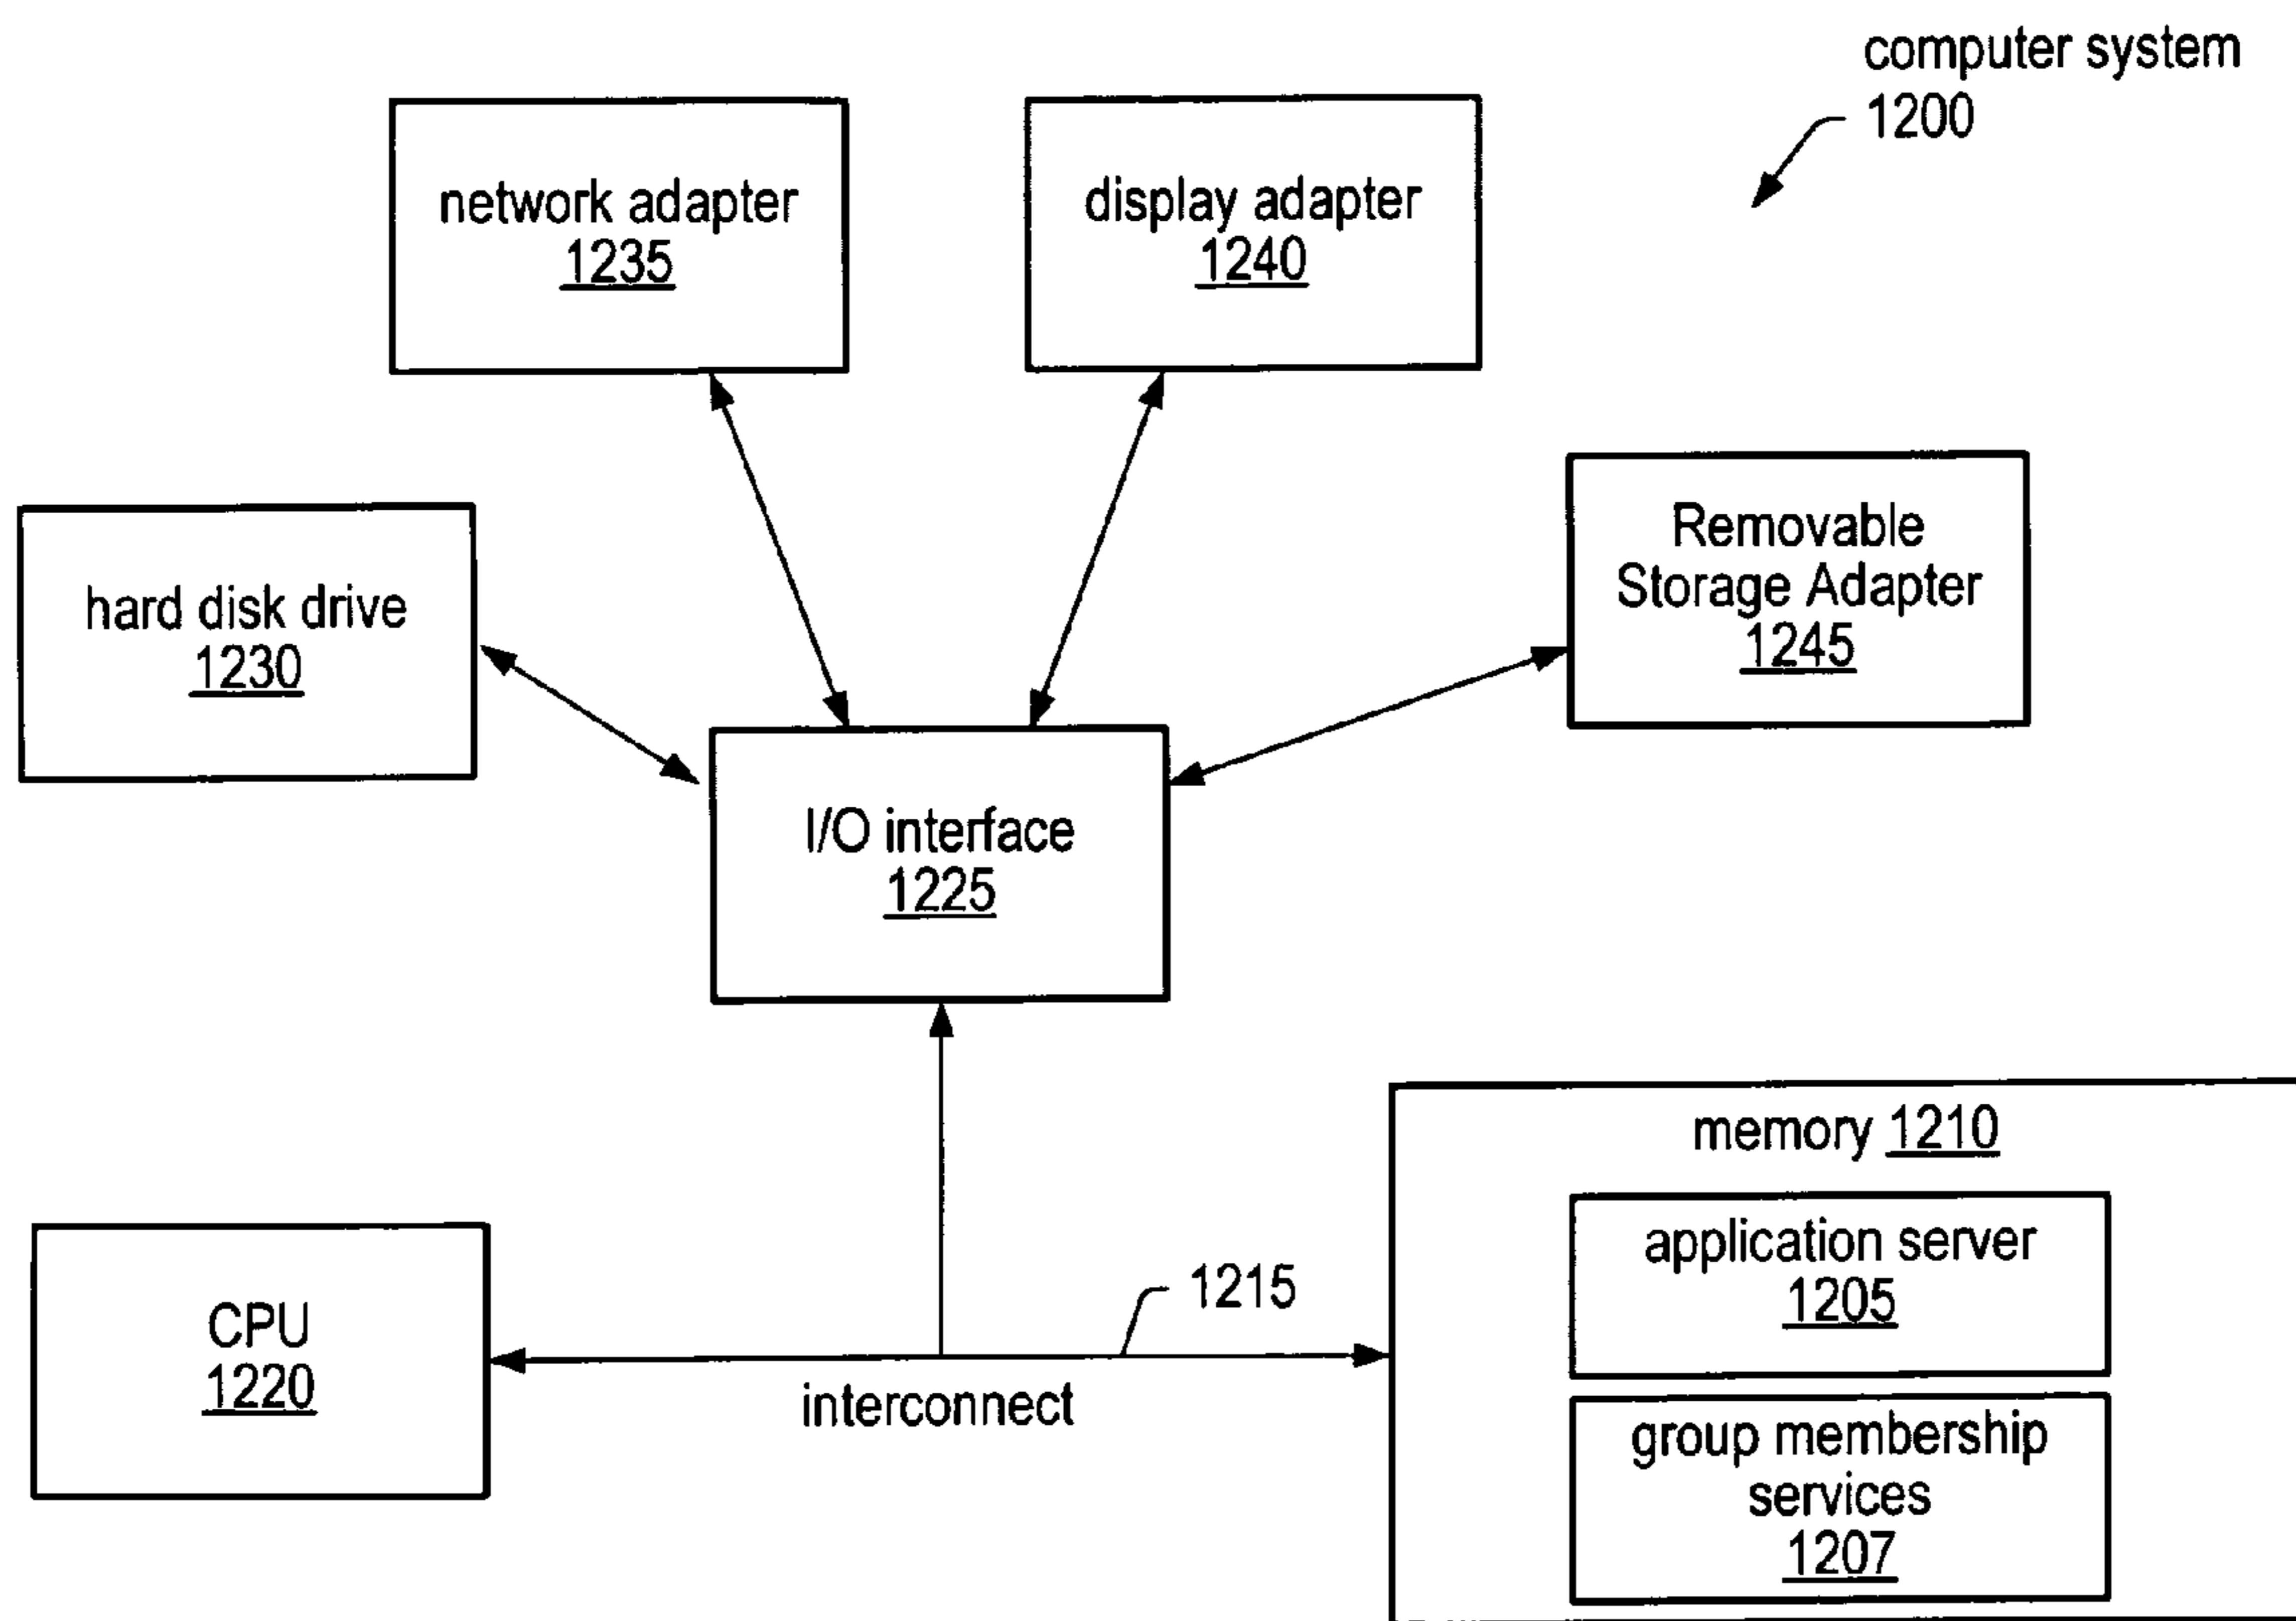 computer system
1200
network adapter
1235
display adapter
1240
Removable
Storage Adapter
1245
hard disk drive
1230
I/O interface
1225
memory 1210
application server
1205
1215
CPU
1220
interconnect
group membership
services
1207